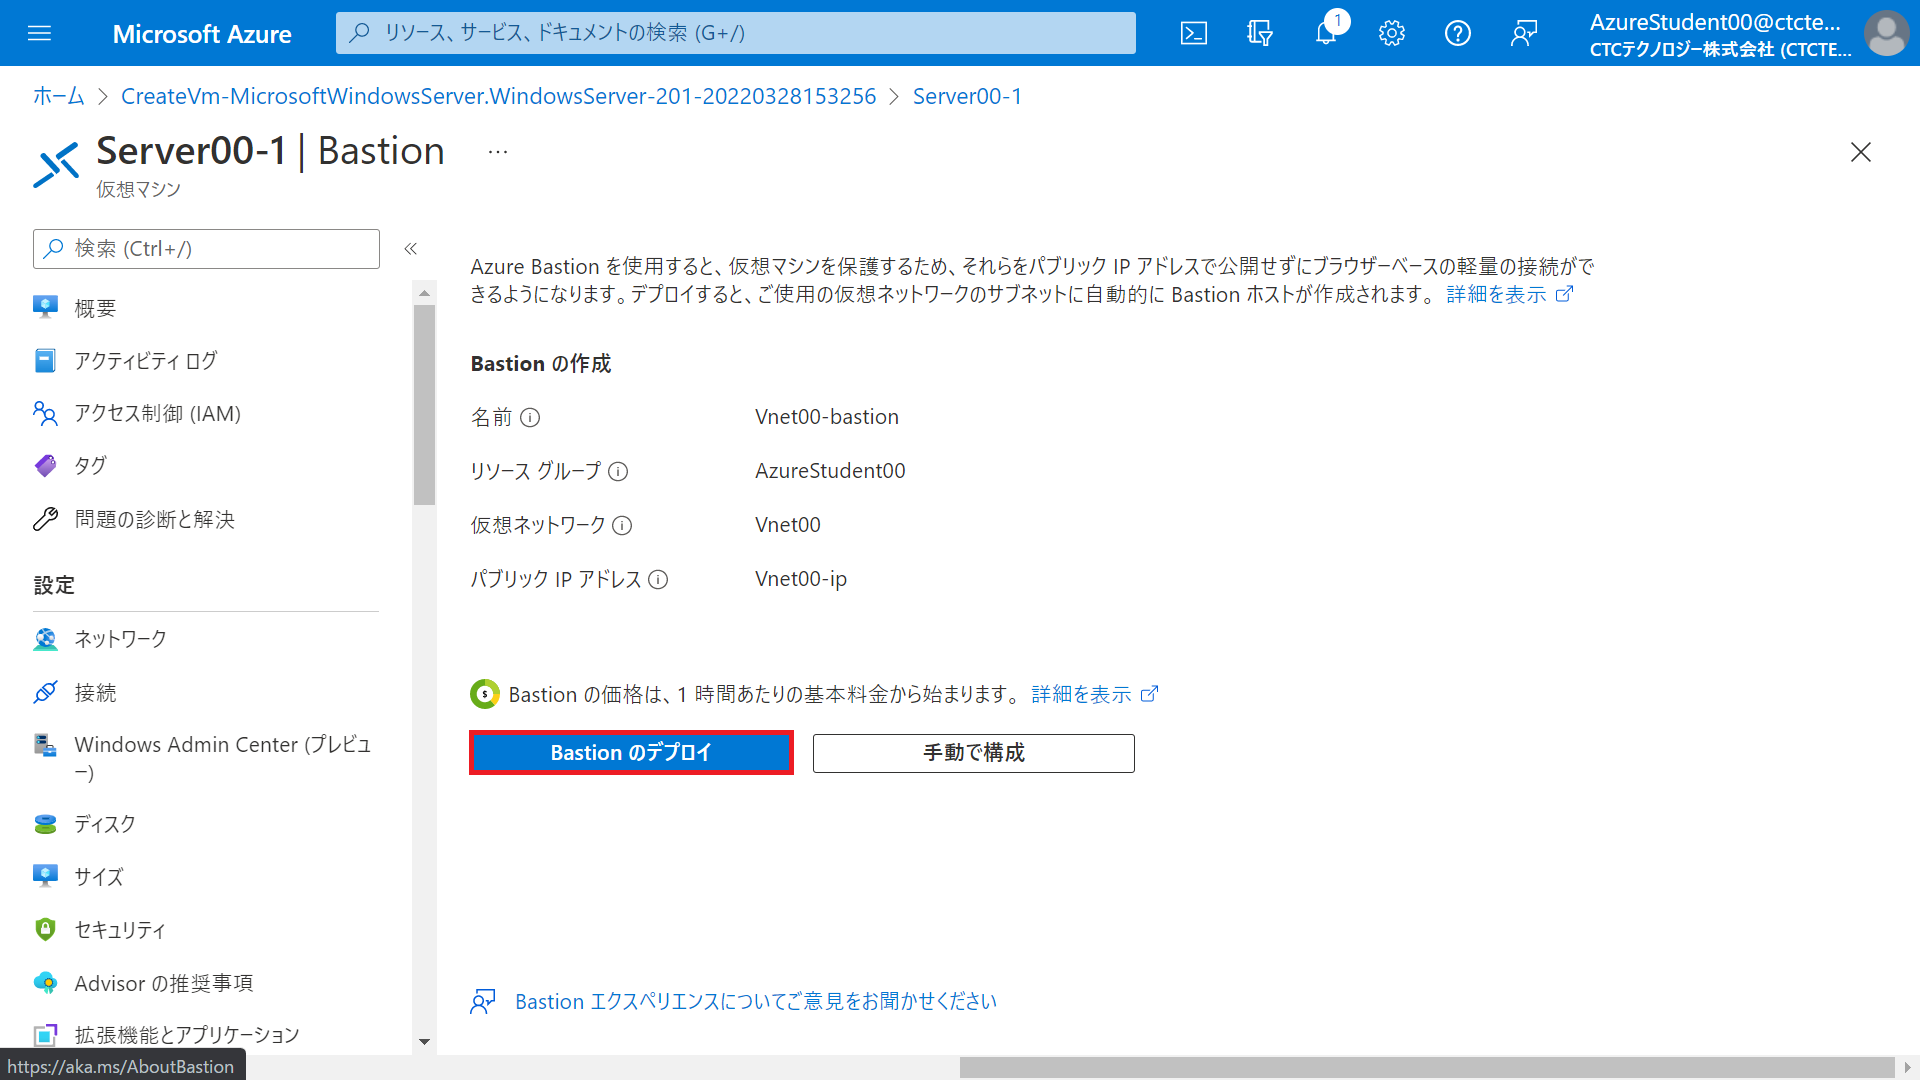 Microsoft Azure
リソース、サービス、ドキュメントの検索 (G+/)
1
AzureStudent00@ctcte...
CTCテクノロジー株式会社 (CTCTE...
ホーム > CreateVm-MicrosoftWindowsServer.WindowsServer-201-20220328153256 > Server00-1
Server00-1 | Bastion ...
仮想マシン
検索 (Ctrl+/)
概要
アクティビティ ログ
アクセス制御 (IAM)
タグ
問題の診断と解決
設定
ネットワーク
接続
Windows Admin Center (プレビュ
ー)
ディスク
サイズ
セキュリティ
Advisor の推奨事項
拡張機能とアプリケーション
https://aka.ms/AboutBastion
Azure Bastion を使用すると、仮想マシンを保護するため、それらをパブリック IP アドレスで公開せずにブラウザーベースの軽量の接続がで
きるようになります。デプロイすると、ご使用の仮想ネットワークのサブネットに自動的に Bastion ホストが作成されます。 詳細を表示
Bastion の作成
名前 Vnet00-bastion
リソース グループ AzureStudent00
仮想ネットワーク Vnet00
パブリック IP アドレス Vnet00-ip
Bastion の価格は、1 時間あたりの基本料金から始まります。 詳細を表示
Bastion のデプロイ
手動で構成
Bastion エクスペリエンスについてご意見をお聞かせください